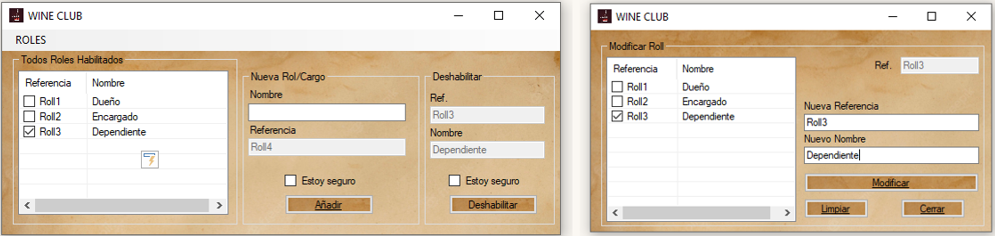 WINE CLUB
ROLES
Todos Roles Habilitados
Referencia Nombre
Roll1 Dueño
Roll2 Encargado
Roll3 Dependiente
Nueva Rol/Cargo
Nombre
Referencia
Roll4
Estoy seguro
Añadir
Deshabilitar
Ref.
Roll3
Nombre
Dependiente
Estoy seguro
Deshabilitar
WINE CLUB
Modificar Roll
Referencia Nombre
Roll1 Dueño
Roll2 Encargado
Roll3 Dependiente
Ref. Roll3
Nueva Referencia
Roll3
Nuevo Nombre
Dependiente
Modificar
Limpiar Cerrar